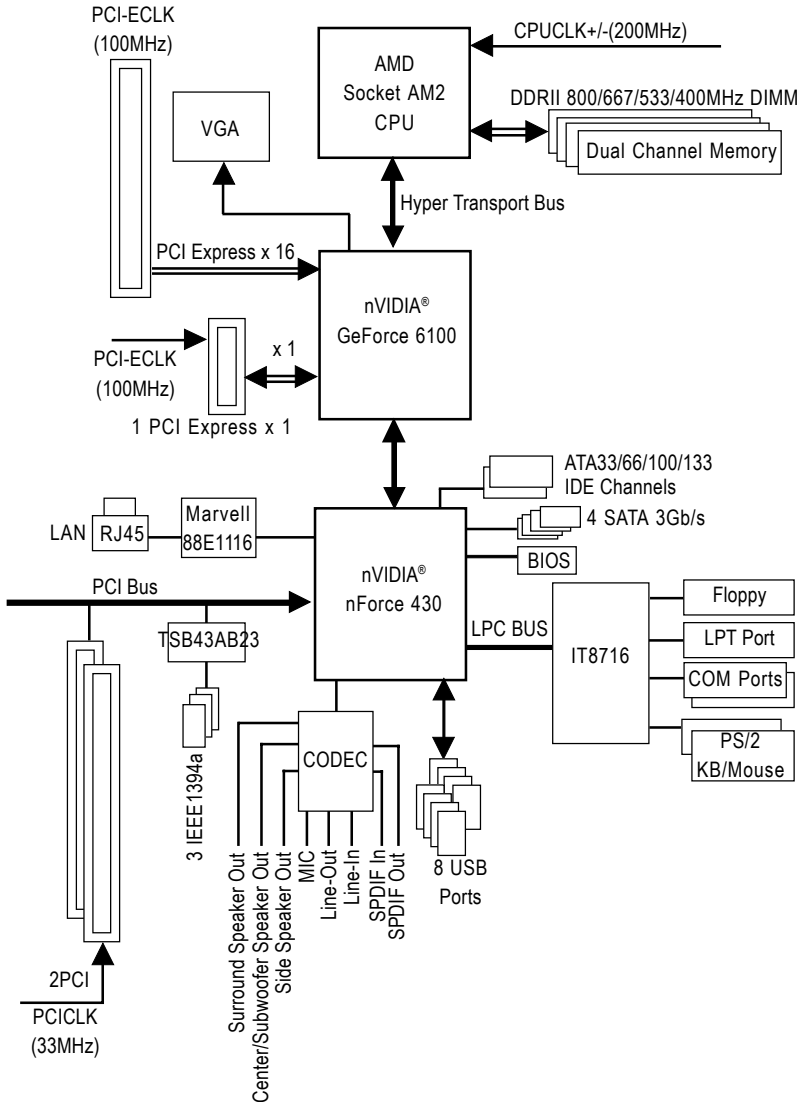 PCI-ECLK
(100MHz)
CPUCLK+/-(200MHz)
AMD
Socket AM2
CPU
DDRII 800/667/533/400MHz DIMM
Dual Channel Memory
VGA
Hyper Transport Bus
PCI Express x 16
nVIDIA®
GeForce 6100
x 1
PCI-ECLK
(100MHz)
1 PCI Express x 1
ATA33/66/100/133
IDE Channels
4 SATA 3Gb/s
BIOS
LAN
RJ45
Marvell
88E1116
nVIDIA®
nForce 430
PCI Bus
TSB43AB23
3 IEEE1394a
LPC BUS
IT8716
Floppy
LPT Port
COM Ports
PS/2
KB/Mouse
CODEC
Surround Speaker Out
Center/Subwoofer Speaker Out
Side Speaker Out
MIC
Line-Out
Line-In
SPDIF In
SPDIF Out
8 USB
Ports
2PCI
PCICLK
(33MHz)